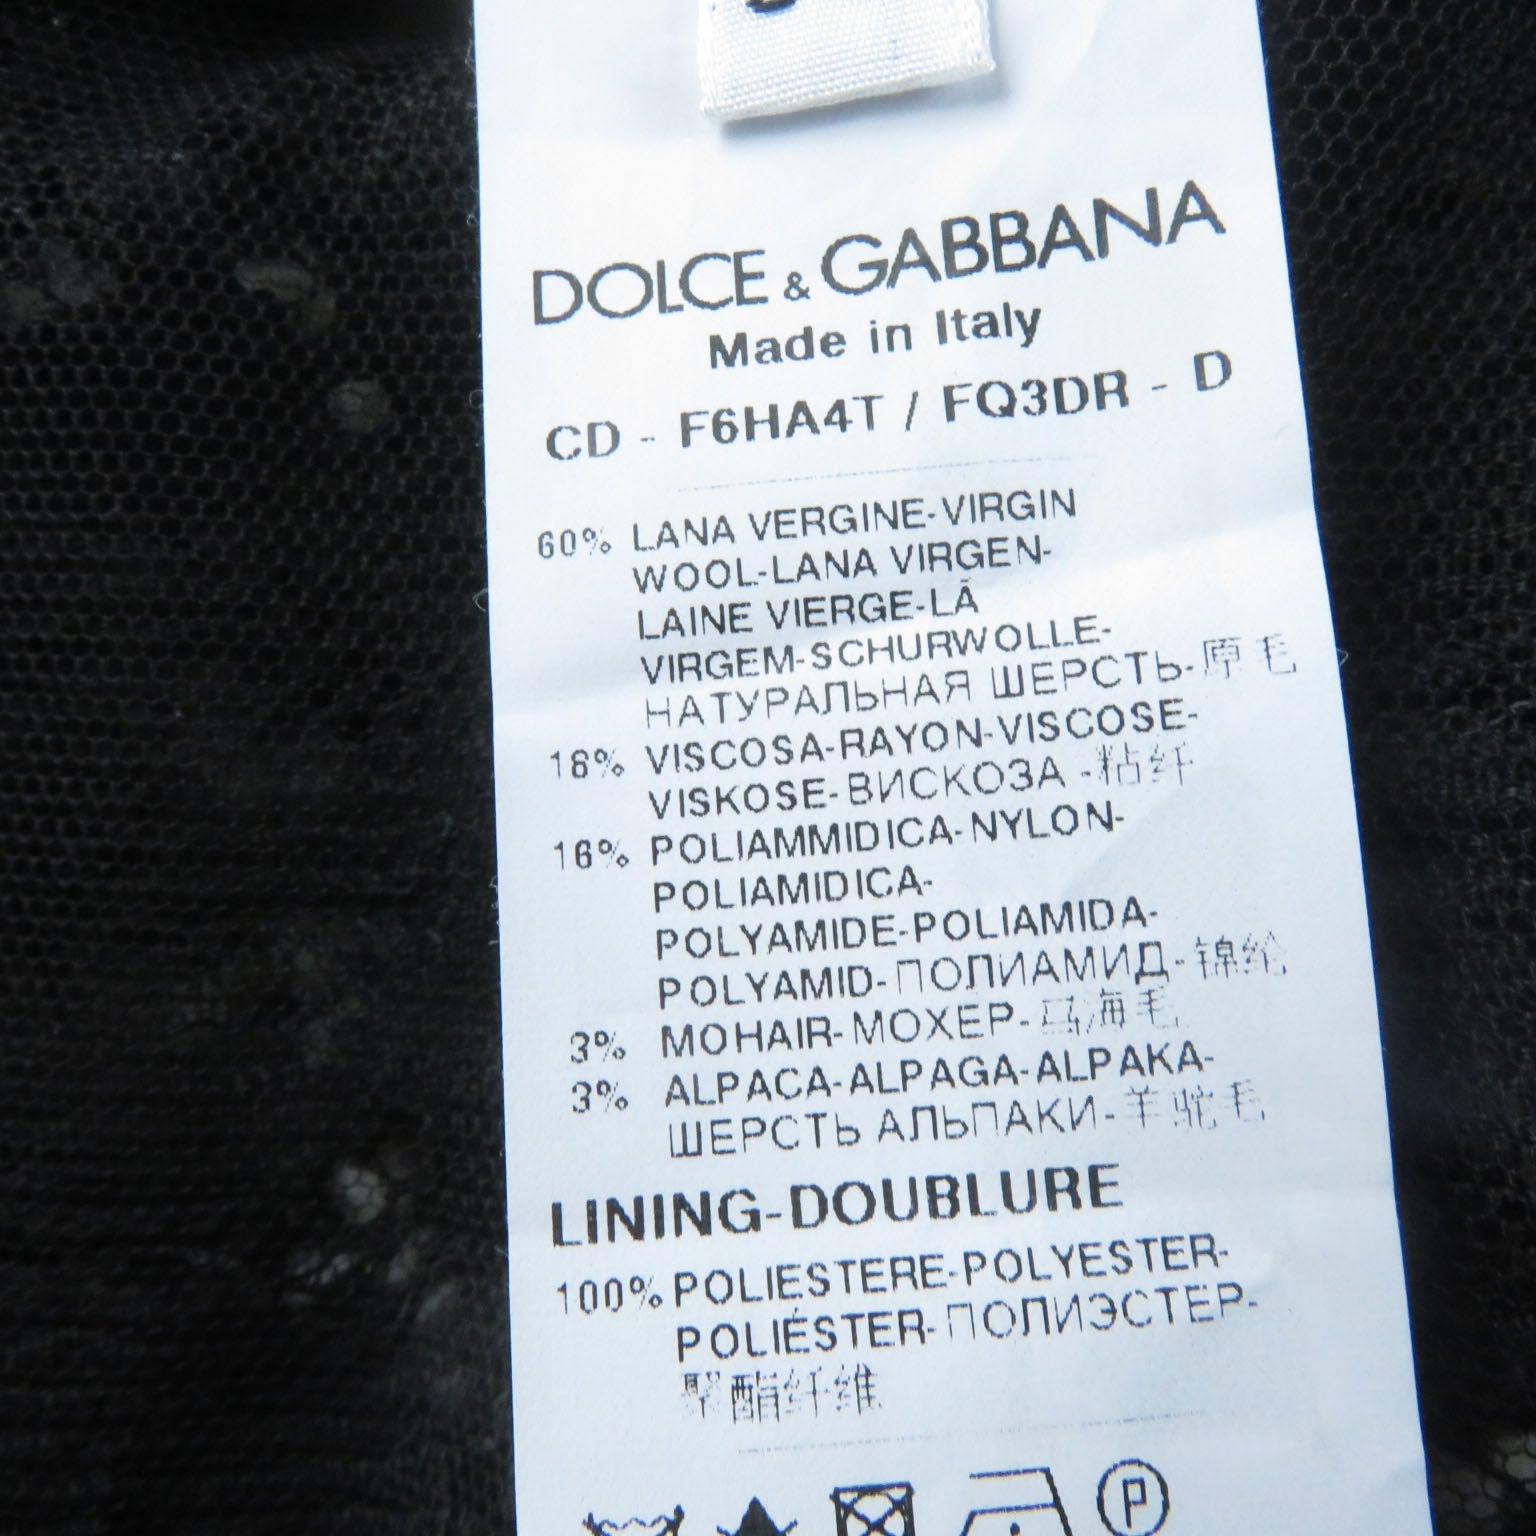 DOLCE & GABBANA
Made in Italy
CD - F6HA4T / FQ3DR - D
60% LANA VERGINE-VIRGIN
WOOL-LANA VIRGEN-
LAINE VIERGE-LÃ
VIRGEM-SCHURWOLLE-
НАТУРАЛЬНАЯ ШЕРСТЬ-原毛
18% VISCOSA-RAYON-VISCOSE-
VISKOSE-ВИСКОЗА -粘纤
16% POLIAMMIDICA-NYLON-
POLIAMIDICA-
POLYAMIDE-POLIAMIDA-
POLYAMID-ПОЛИАМИД-锦纶
3% MOHAIR-МОХЕР-马海毛
3% ALPACA-ALPAGA-ALPAKA-
ШЕРСТЬ АЛЬПАКИ-羊驼毛
LINING-DOUBLURE
100% POLIESTERE-POLYESTER-
POLIÉSTER-ПОЛИЭСТЕР-
聚酯纤维
P